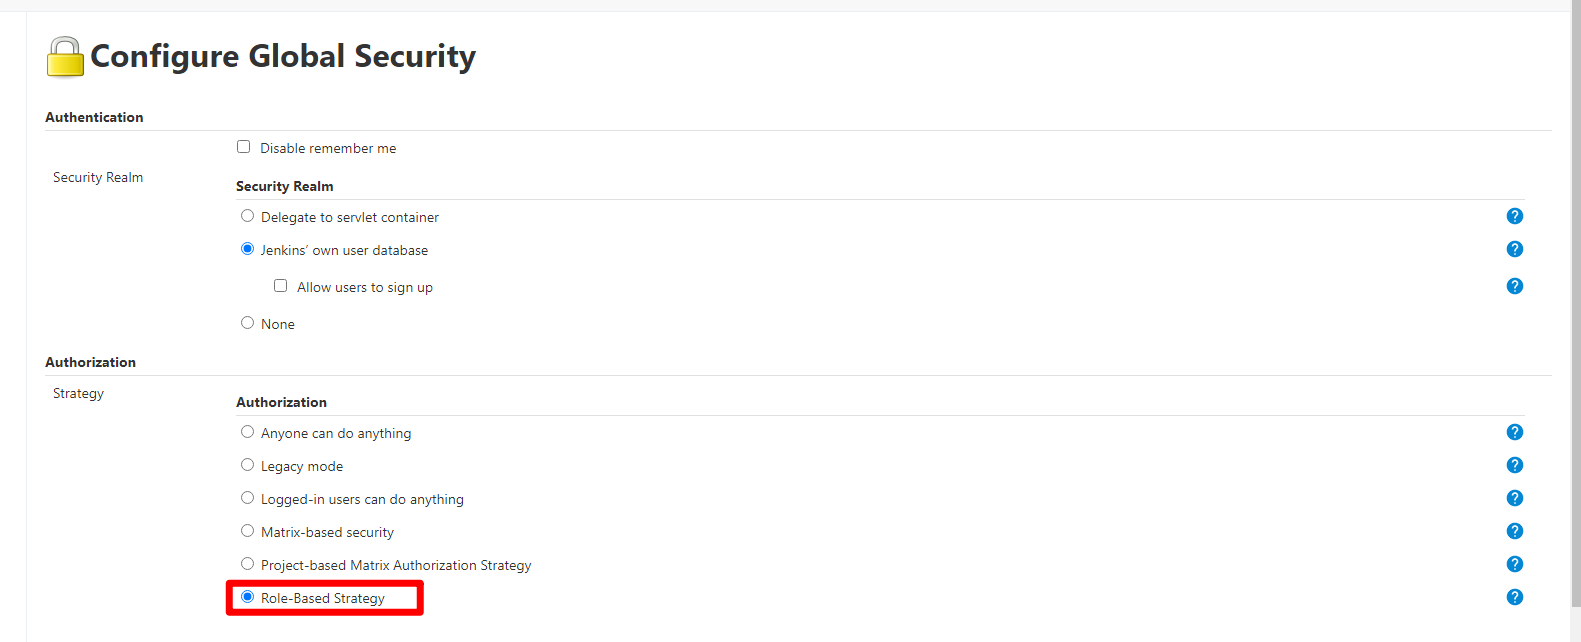 Configure Global Security
Authentication
Disable remember me
Security Realm
Security Realm
Delegate to servlet container
?
Jenkins' own user database
?
Allow users to sign up
?
None
Authorization
Strategy
Authorization
Anyone can do anything
?
Legacy mode
?
Logged-in users can do anything
?
Matrix-based security
?
Project-based Matrix Authorization Strategy
?
Role-Based Strategy
?